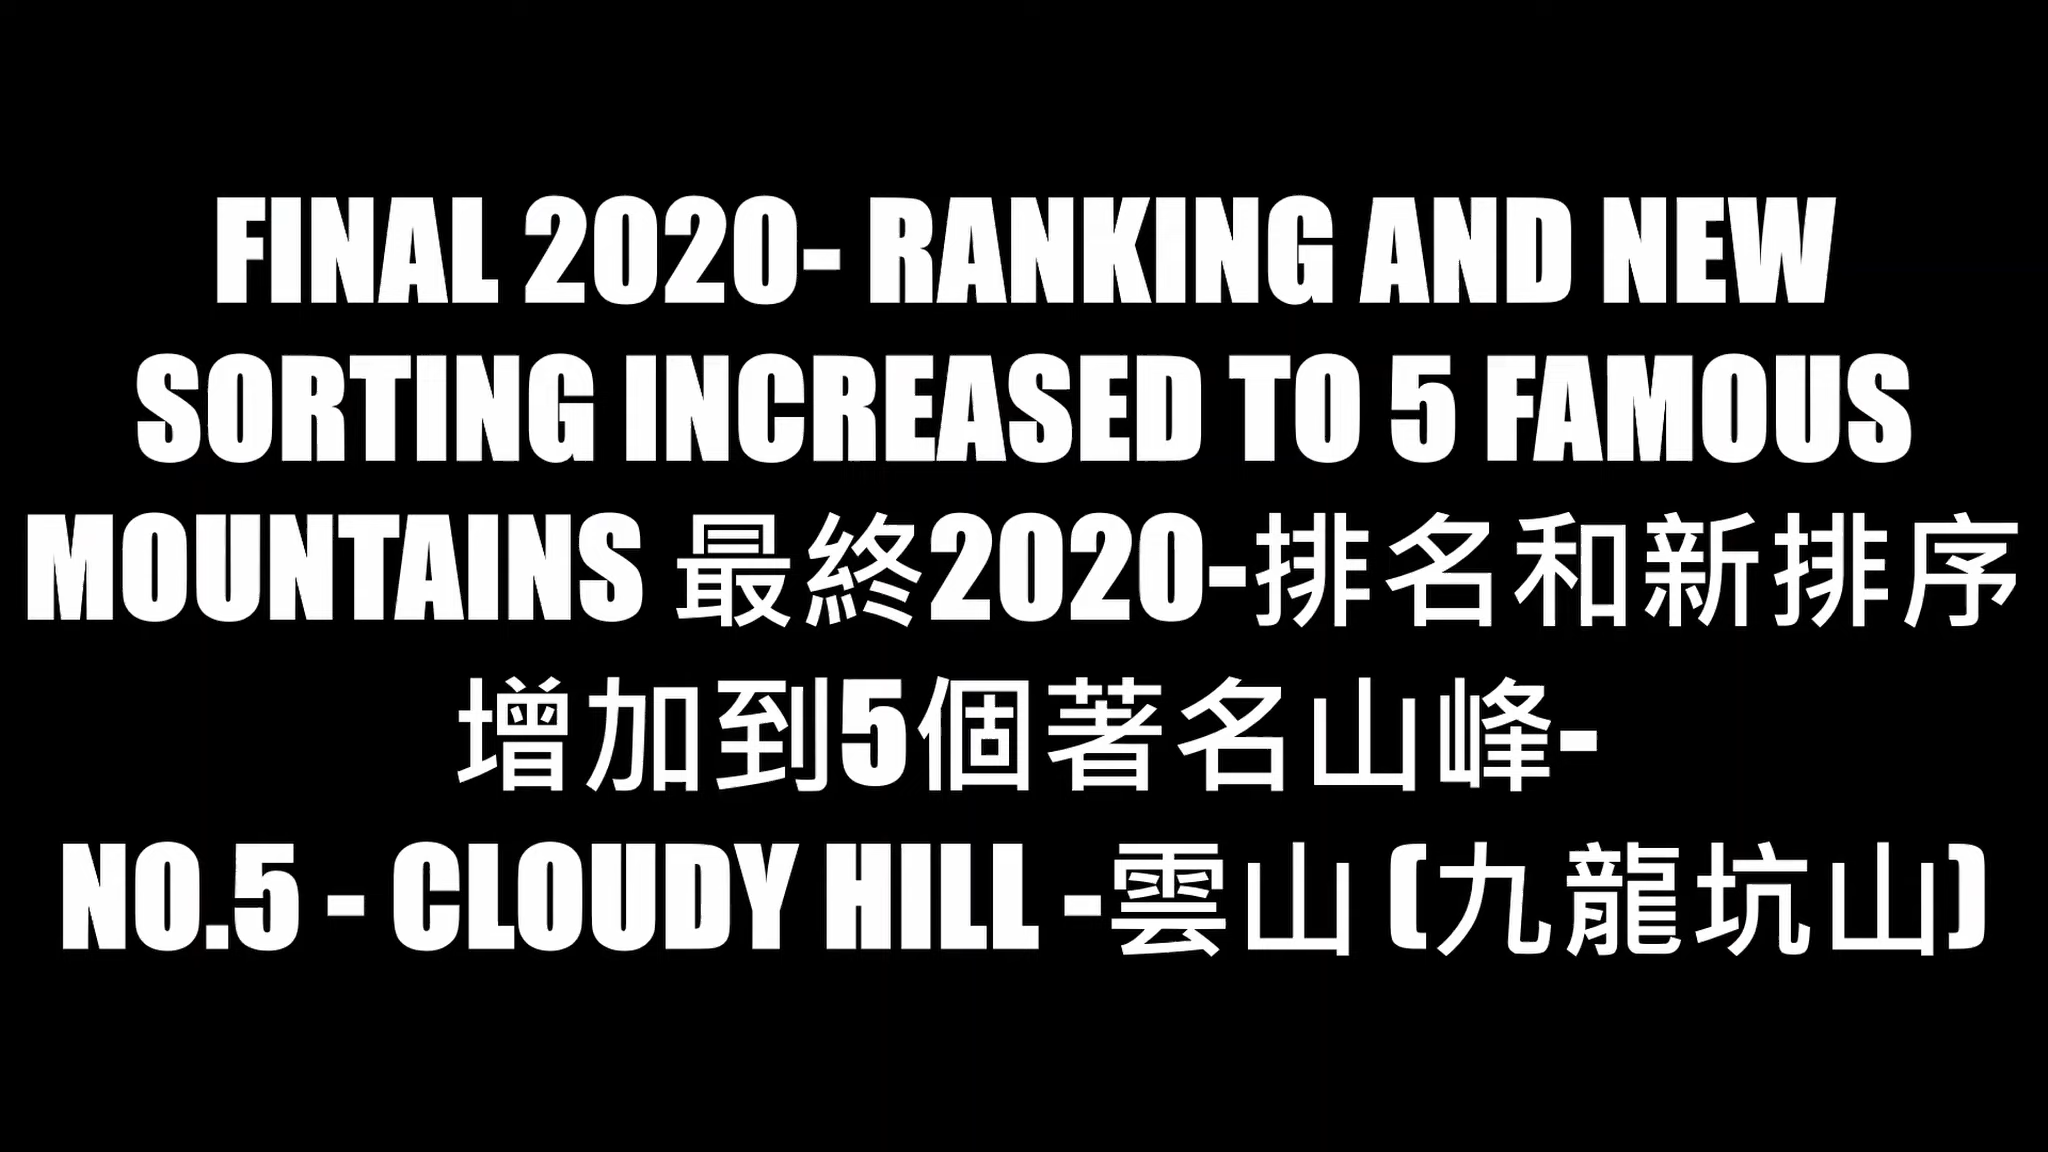 FINAL 2020- RANKING AND NEW
SORTING INCREASED TO 5 FAMOUS
MOUNTAINS 最終2020-排名和新排序
增加到5個著名山峰-
NO.5 - CLOUDY HILL -雲山 (九龍坑山)